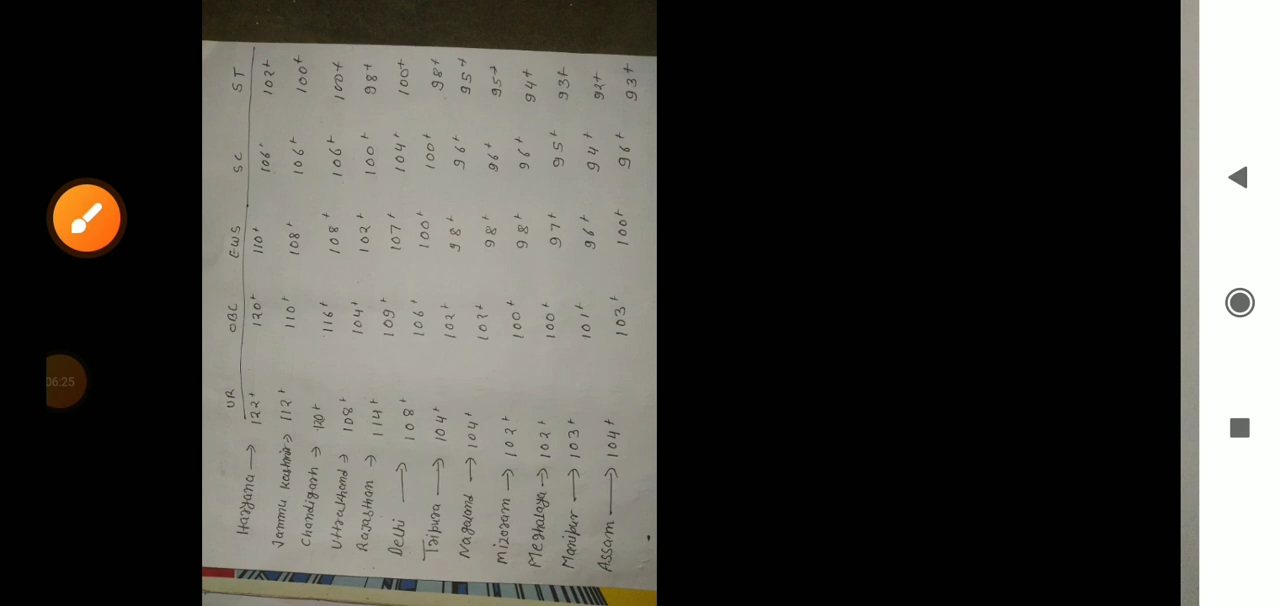 UR OBC EWS SC ST
Haryana → 122+ 120+ 110+ 106+ 102+
Jammu Kashmir → 112+ 110+ 108+ 106+ 100+
Chandigarh → 120+ 116+ 108+ 106+ 100+
Uttrakhand → 108+ 104+ 102+ 100+ 98+
Rajasthan → 114+ 109+ 107+ 104+ 100+
Delhi → 108+ 106+ 100+ 100+ 98+
Tripura → 104+ 102+ 98+ 96+ 95+
Nagaland → 104+ 102+ 98+ 96+ 95+
Mizoram → 102+ 100+ 98+ 96+ 94+
Meghalaya → 102+ 100+ 97+ 95+ 93+
Manipur → 103+ 101+ 96+ 94+ 92+
Assam → 104+ 103+ 100+ 96+ 93+
06:25